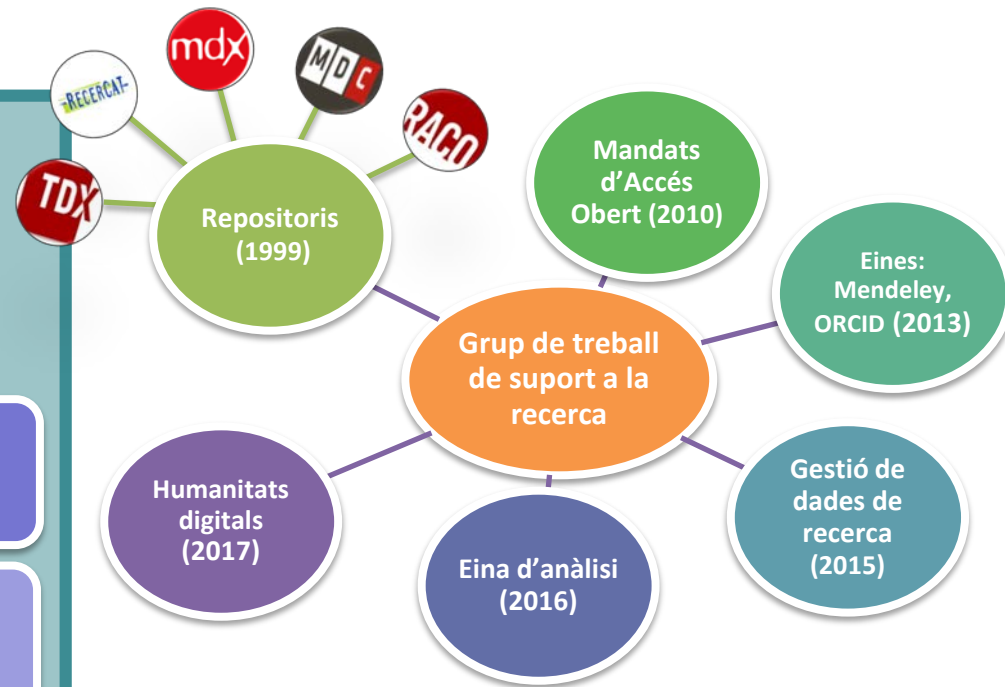 RECERCAT
mdx
MDC
RACO
TDX
Repositoris
(1999)
Mandats
d’Accés
Obert (2010)
Eines:
Mendeley,
ORCID (2013)
Grup de treball
de suport a la
recerca
Humanitats
digitals
(2017)
Eina d’anàlisi
(2016)
Gestió de
dades de
recerca
(2015)